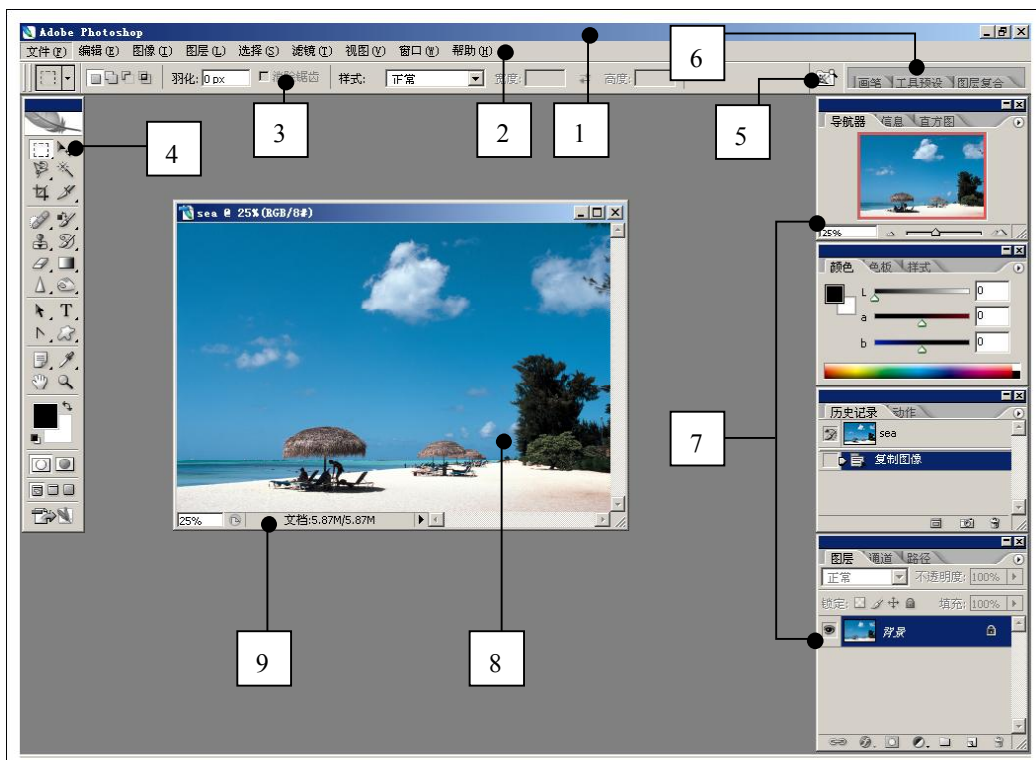 Adobe Photoshop
文件(F) 编辑(E) 图像(I) 图层(L) 选择(S) 滤镜(T) 视图(V) 窗口(W) 帮助(H)
6
羽化: 0 px 消除锯齿 样式: 正常 宽度: 高度:
画笔 工具预设 图层复合
3
2
1
5
4
导航器 信息 直方图
25%
sea @ 25%(RGB/8#)
颜色 色板 样式
L 0
a 0
b 0
T
历史记录 动作
sea
复制图像
7
25% 文档:5.87M/5.87M
图层 通道 路径
正常 不透明度: 100%
锁定: 填充: 100%
背景
9
8